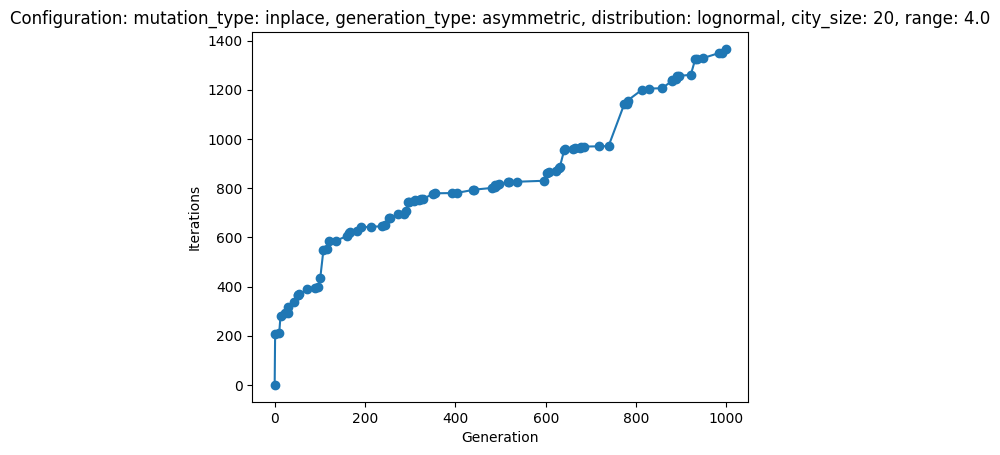 Configuration: mutation_type: inplace, generation_type: asymmetric, distribution: lognormal, city_size: 20, range: 4.0
1400
1200
1000
800
600
400
200
0
Iterations
0 200 400 600 800 1000
Generation